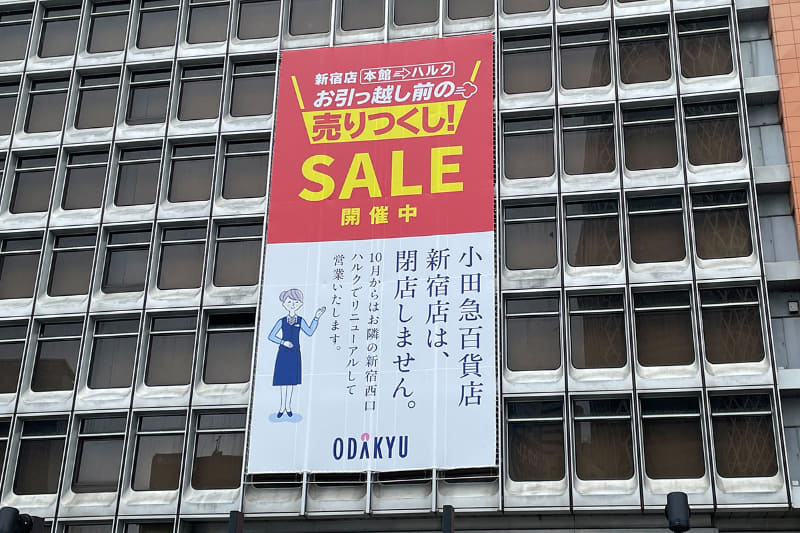 新宿店 本館⇨ハルク
お引っ越し前の
売りつくし!
SALE
開催中
小田急百貨店
新宿店は、
閉店しません。
10月からはお隣の新宿西口
ハルクでリニューアルして
営業いたします。
ODAKYU